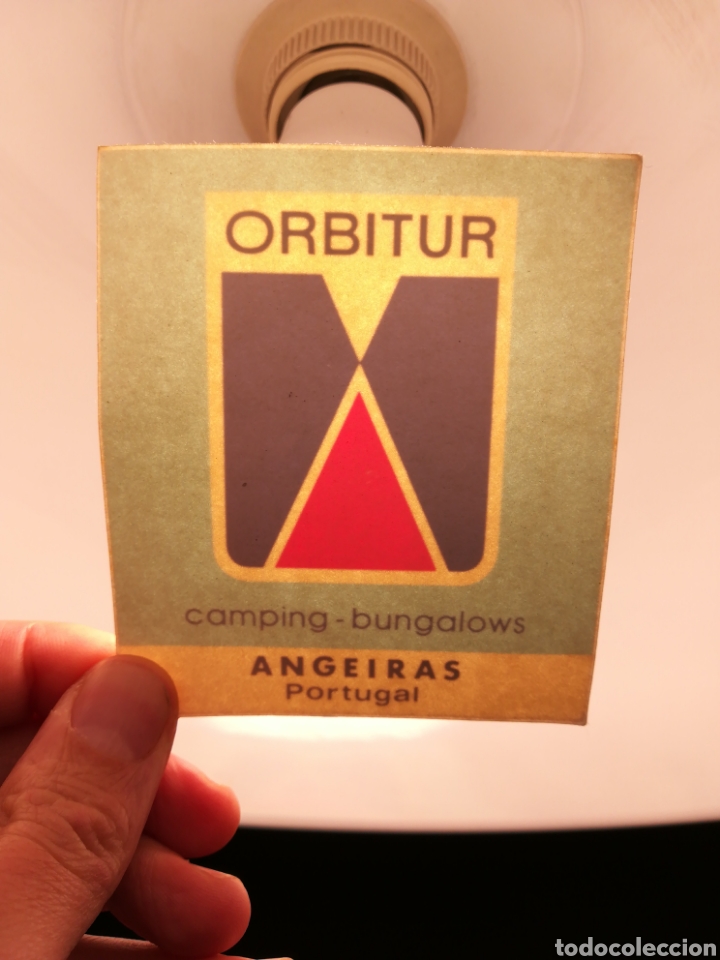 ORBITUR
camping - bungalows
ANGEIRAS
Portugal
todocoleccion